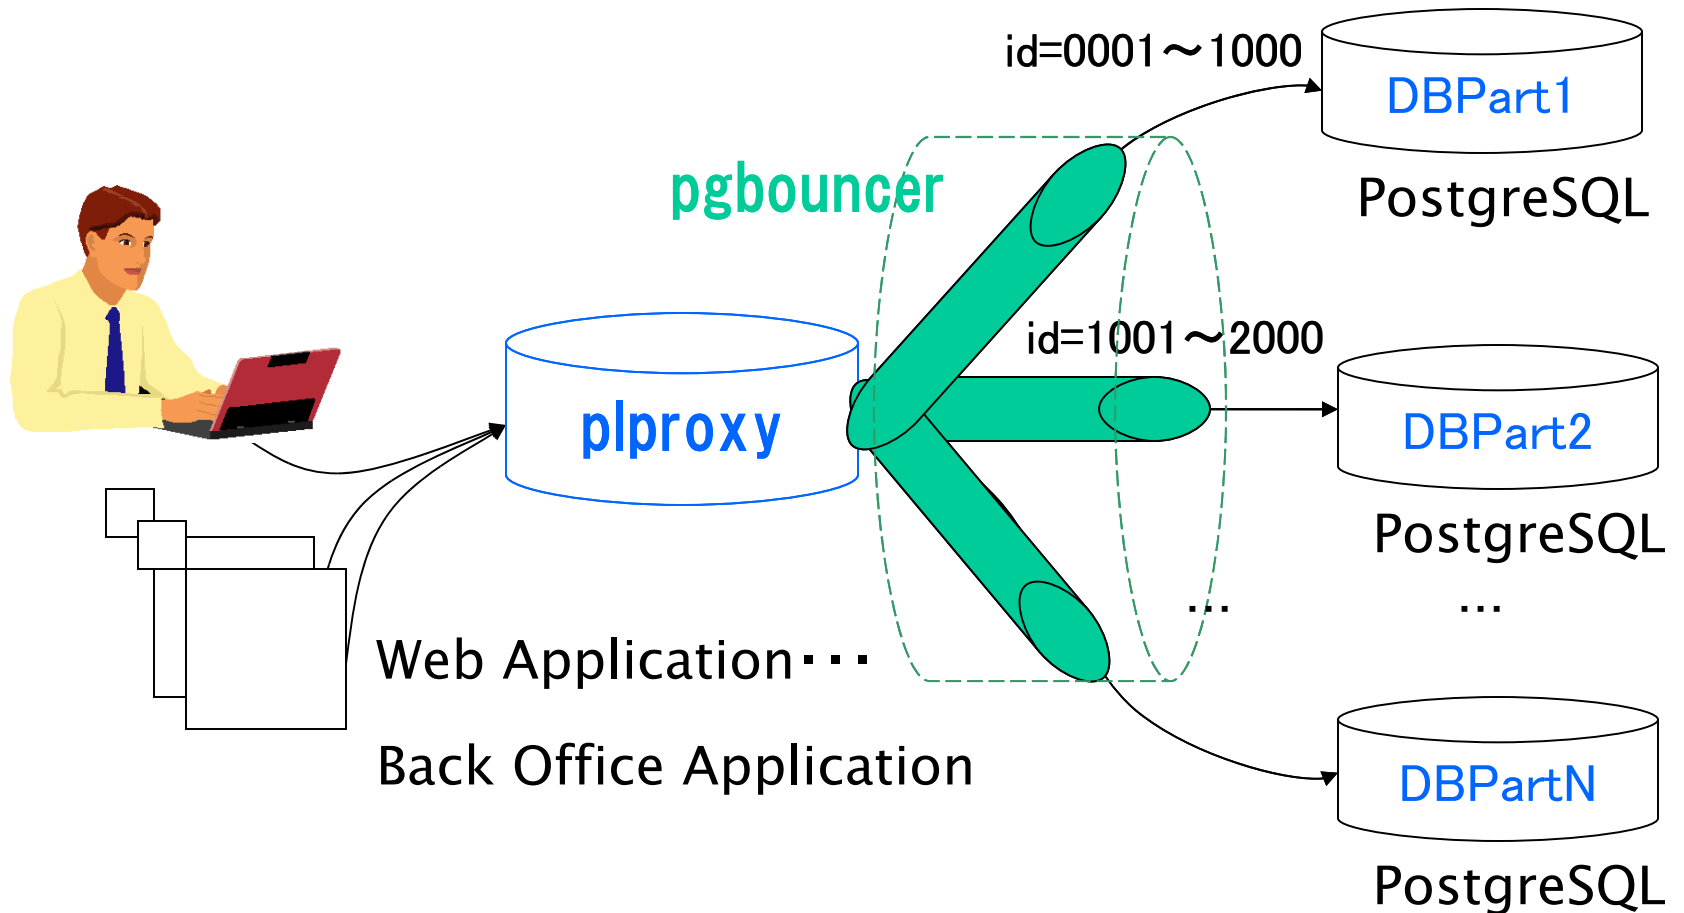 id=0001～1000
DBPart1
pgbouncer
PostgreSQL
id=1001～2000
plproxy
DBPart2
PostgreSQL
… …
Web Application・・・
Back Office Application
DBPartN
PostgreSQL